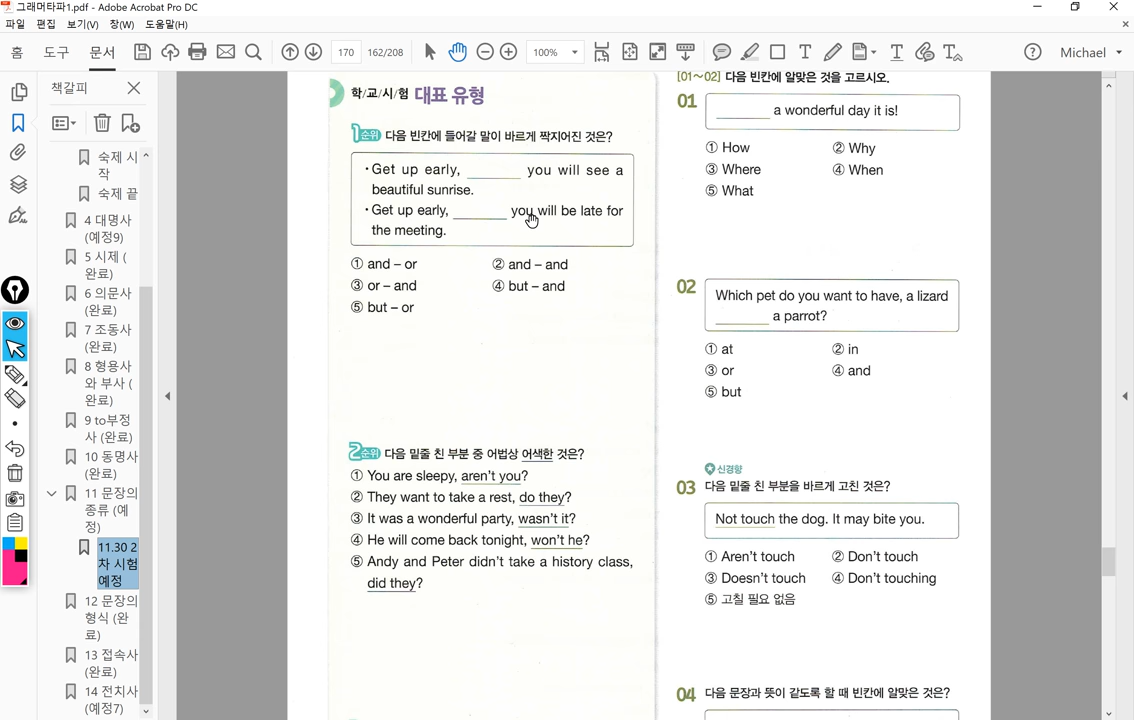 그래머타파1.pdf - Adobe Acrobat Pro DC
파일 편집 보기(V) 창(W) 도움말(H)
홈 도구 문서 170 162/208 100% Michael
책갈피
숙제 시
작
숙제 끝
4 대명사
(예정9)
5 시제 (
완료)
6 의문사
(완료)
7 조동사
(완료)
8 형용사
와 부사 (
완료)
9 to부정
사 (완료)
10 동명사
(완료)
11 문장의
종류 (예
정)
11.30 2
차 시험
예정
12 문장의
형식 (완
료)
13 접속사
(완료)
14 전치사
(예정7)
학/교/시/험 대표 유형
1순위 다음 빈칸에 들어갈 말이 바르게 짝지어진 것은?
·Get up early, ________ you will see a
beautiful sunrise.
·Get up early, ________ you will be late for
the meeting.
① and – or ② and – and
③ or – and ④ but – and
⑤ but – or
2순위 다음 밑줄 친 부분 중 어법상 어색한 것은?
① You are sleepy, aren't you?
② They want to take a rest, do they?
③ It was a wonderful party, wasn't it?
④ He will come back tonight, won't he?
⑤ Andy and Peter didn't take a history class,
did they?
[01~02] 다음 빈칸에 알맞은 것을 고르시오.
01 ________ a wonderful day it is!
① How ② Why
③ Where ④ When
⑤ What
02 Which pet do you want to have, a lizard
________ a parrot?
① at ② in
③ or ④ and
⑤ but
신경향
03 다음 밑줄 친 부분을 바르게 고친 것은?
Not touch the dog. It may bite you.
① Aren't touch ② Don't touch
③ Doesn't touch ④ Don't touching
⑤ 고칠 필요 없음
04 다음 문장과 뜻이 같도록 할 때 빈칸에 알맞은 것은?